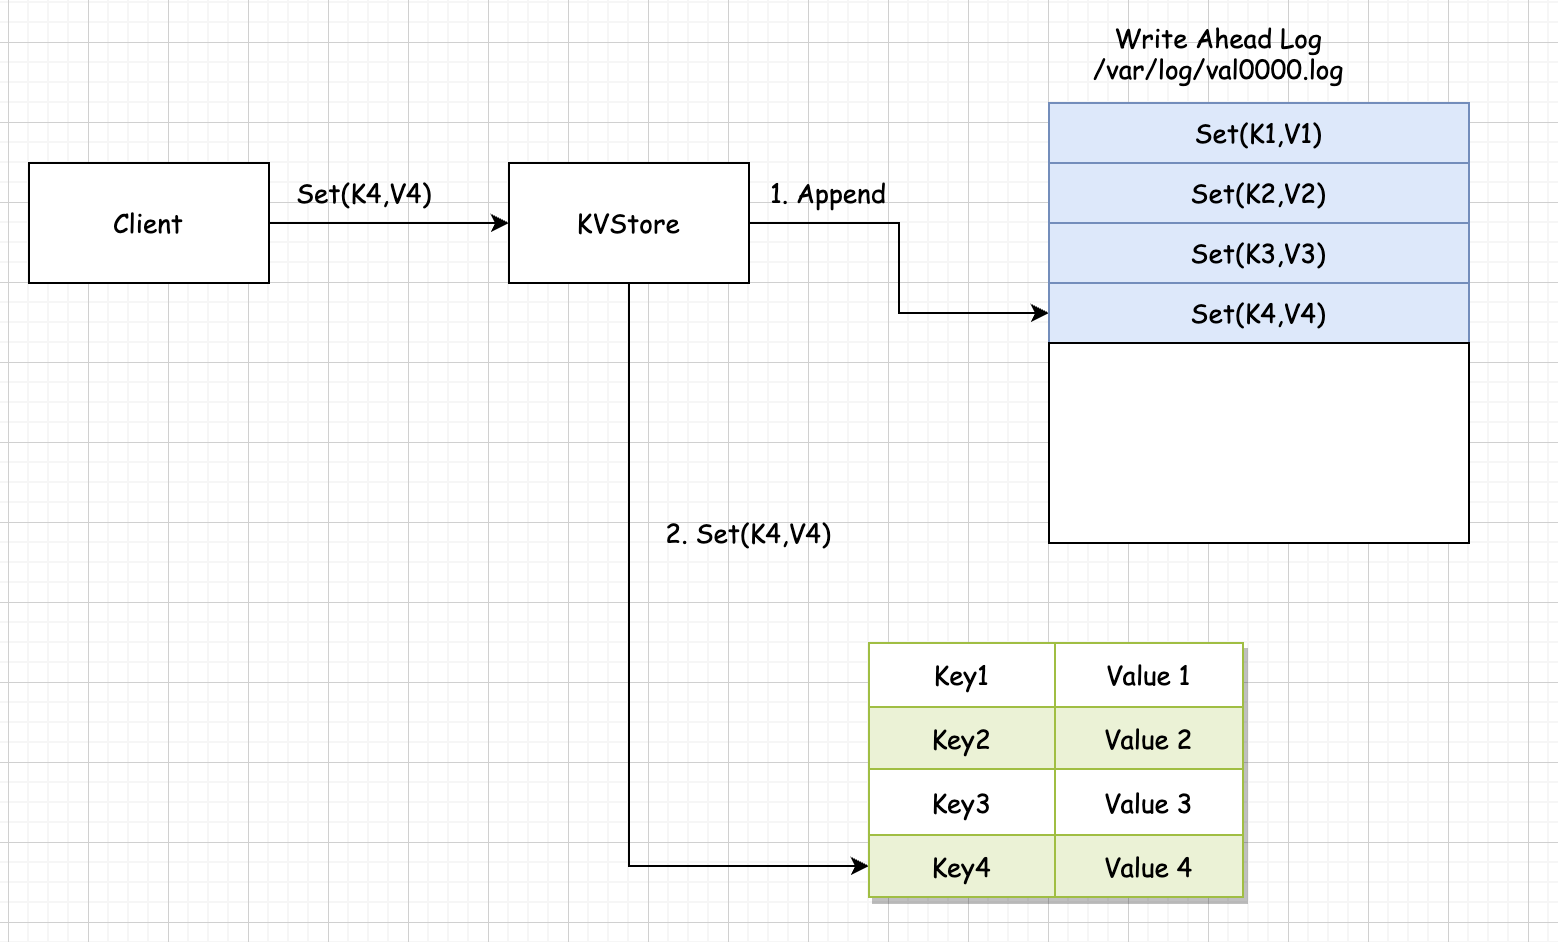 Write Ahead Log
/var/log/val0000.log
Set(K1,V1)
Client
Set(K4,V4)
KVStore
1. Append
Set(K2,V2)
Set(K3,V3)
Set(K4,V4)
2. Set(K4,V4)
Key1 Value 1
Key2 Value 2
Key3 Value 3
Key4 Value 4